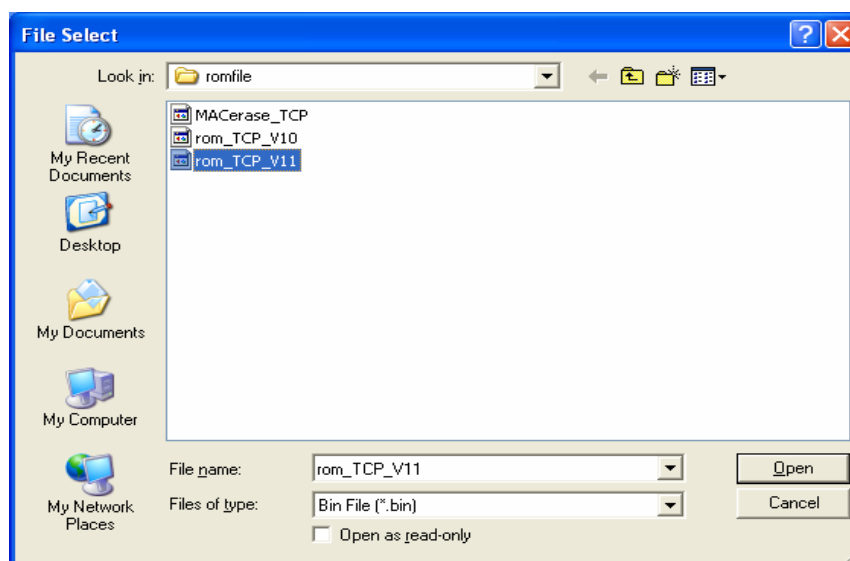 File Select
Look in: romfile
MACerase_TCP
rom_TCP_V10
rom_TCP_V11
My Recent
Documents
Desktop
My Documents
My Computer
My Network
Places
File name: rom_TCP_V11 Open
Files of type: Bin File (*.bin) Cancel
Open as read-only